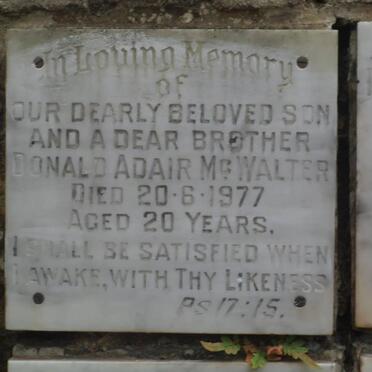 In Loving Memory
of
OUR DEARLY BELOVED SON
AND A DEAR BROTHER
DONALD ADAIR McWALTER
DIED 20·6·1977
AGED 20 YEARS.
I SHALL BE SATISFIED WHEN
I AWAKE, WITH THY LIKENESS
PS 17:15.